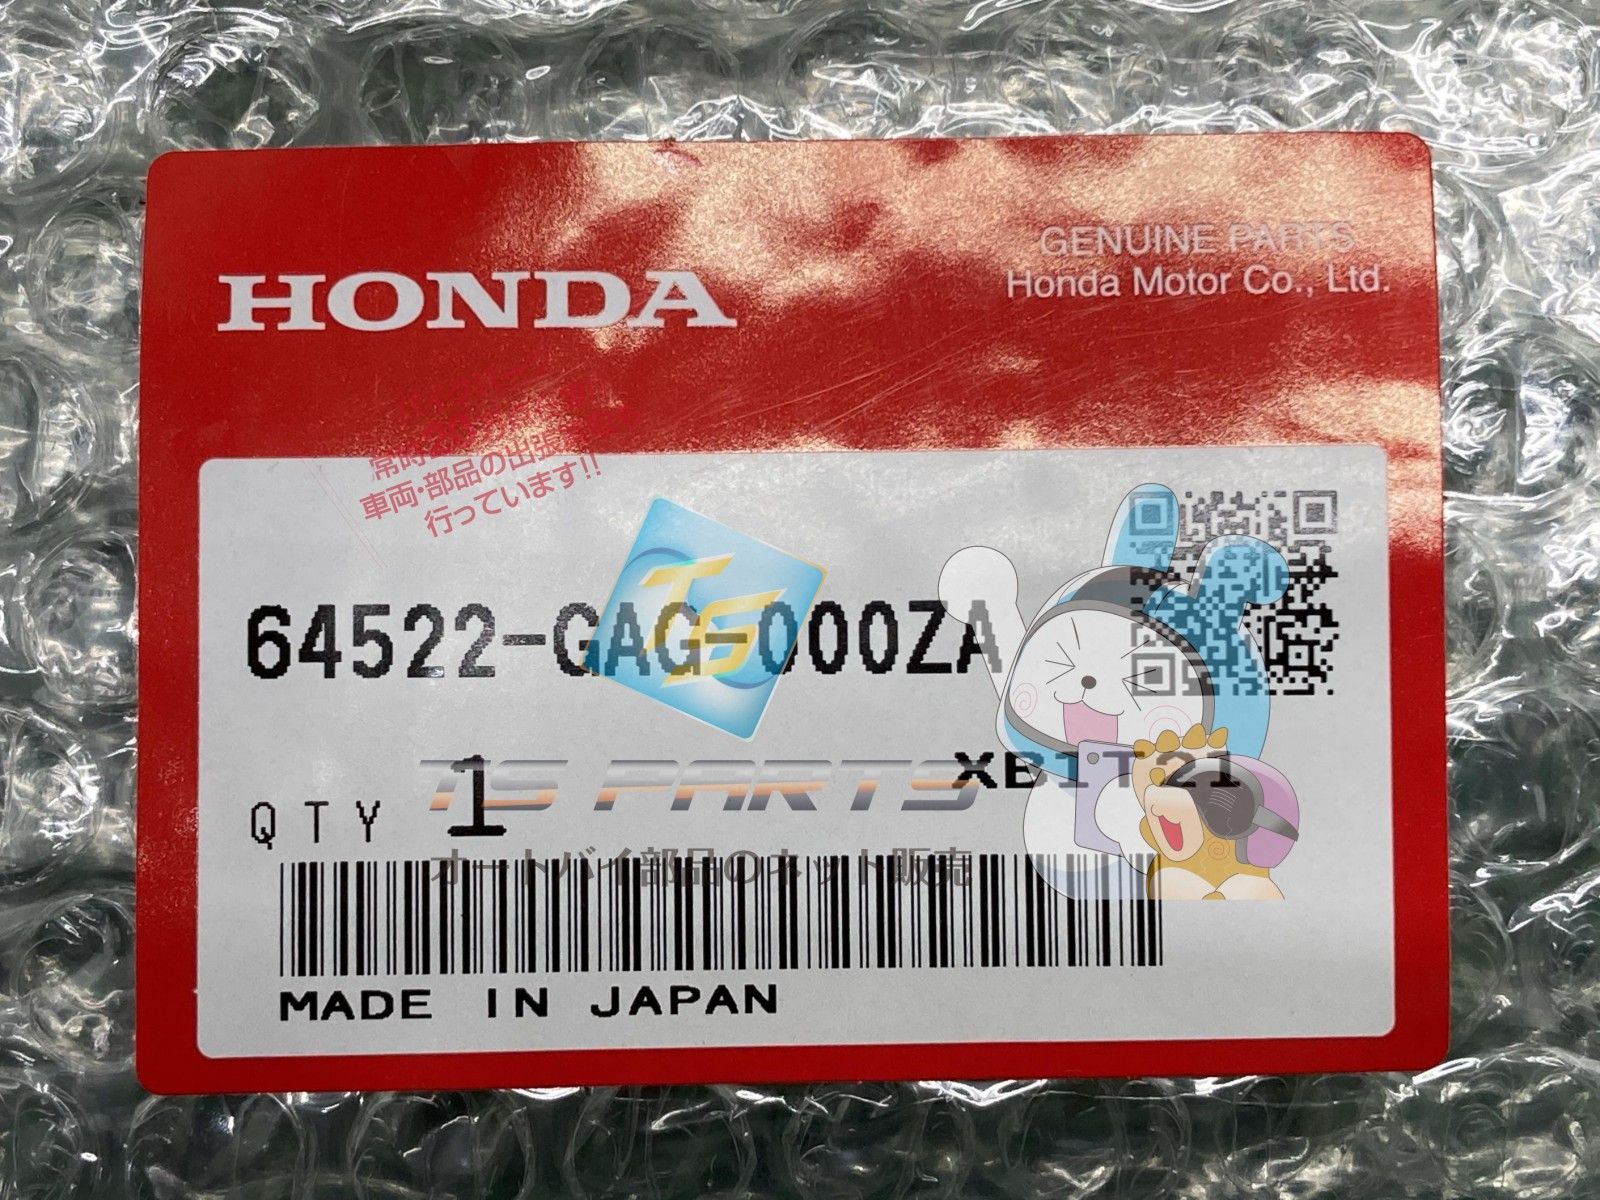 GENUINE PARTS
HONDA
Honda Motor Co., Ltd.
車両・部品の出張
行っています!!
64522-GAG-000ZA
TS
XB1T21
TS PARTS
QTY 1
オートバイ部品のネット販売
MADE IN JAPAN